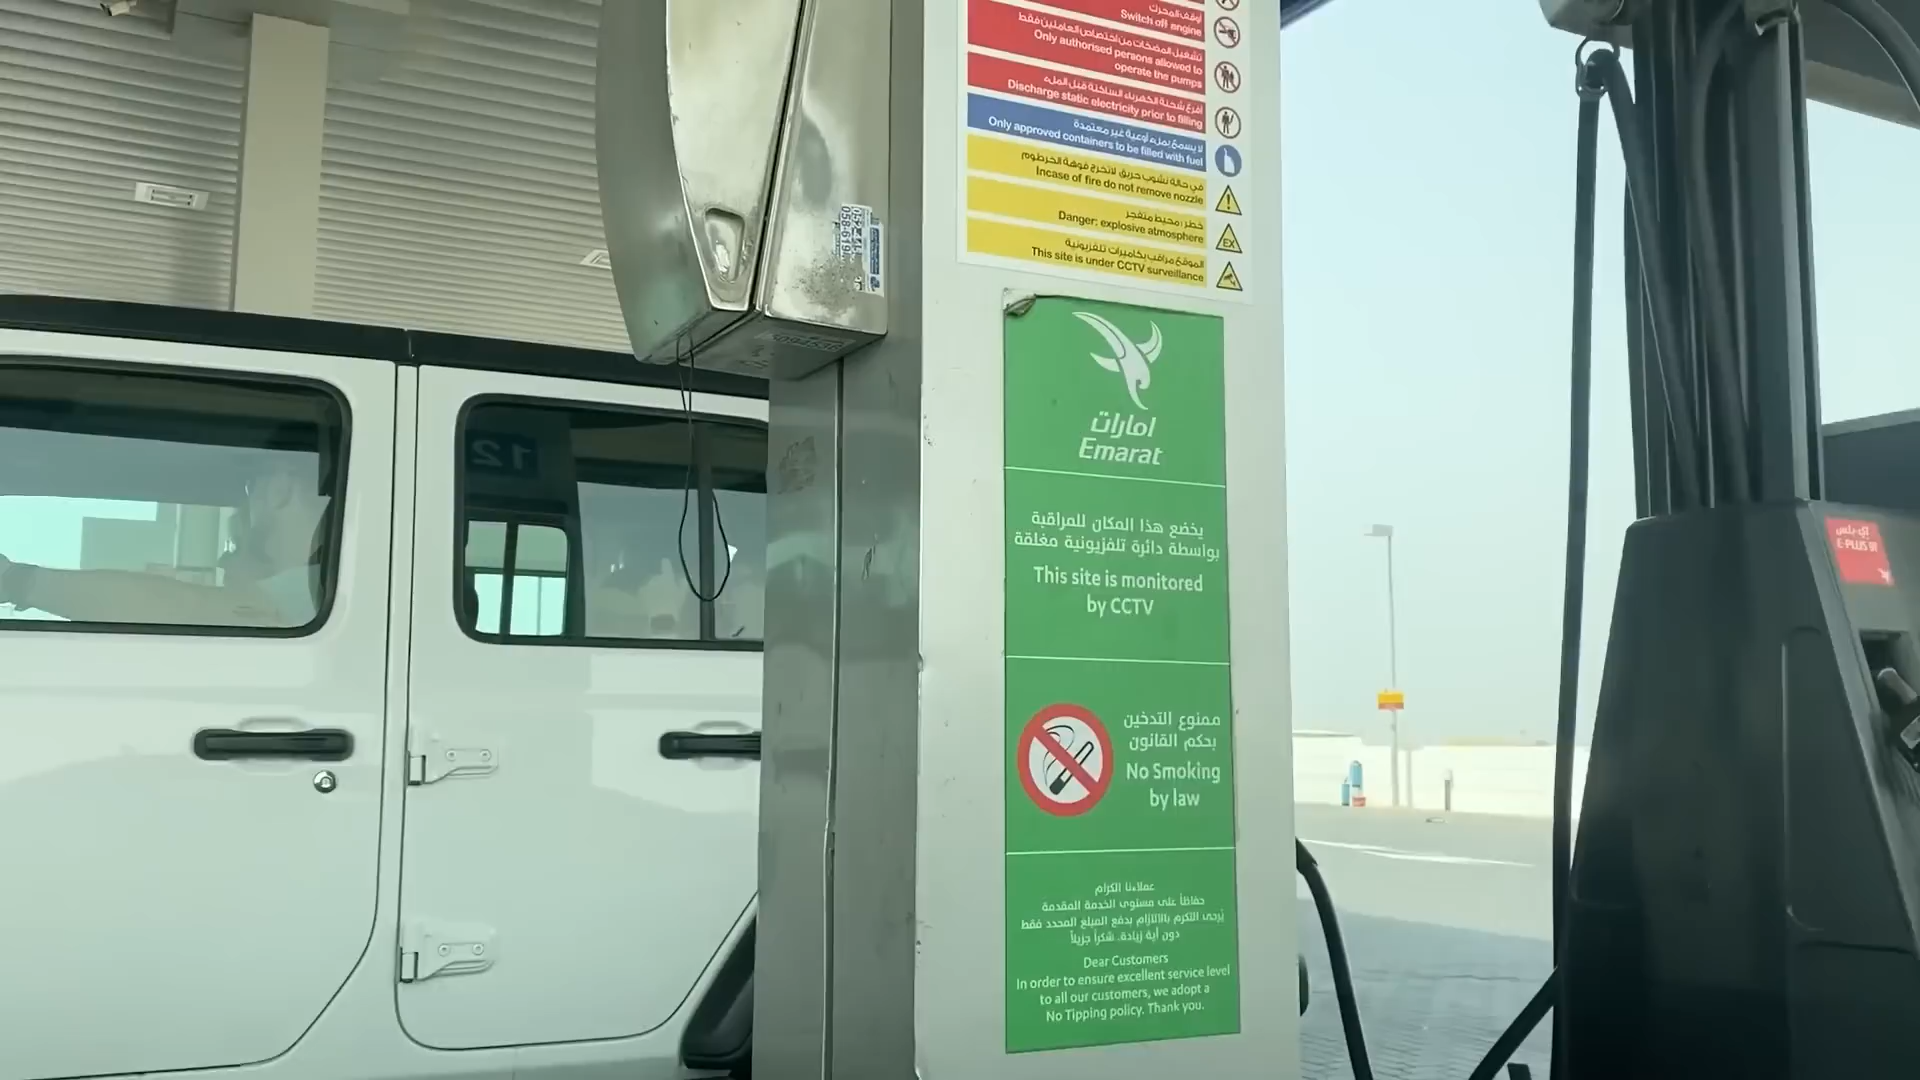 أوقف المحرك
Switch off engine
تشغيل المضخات من اختصاص العاملين فقط
Only authorised persons allowed to
operate the pumps
افرغ شحنة الكهرباء الساكنة قبل الملء
Discharge static electricity prior to filling
لا يسمح بملء أوعية غير معتمدة
Only approved containers to be filled with fuel
في حالة نشوب حريق لاتخرج فوهة الخرطوم
Incase of fire do not remove nozzle
خطر: محيط متفجر
Danger: explosive atmosphere
EX
الموقع مراقب بكاميرات تلفزيونية
This site is under CCTV surveillance
امارات
Emarat
يخضع هذا المكان للمراقبة
بواسطة دائرة تلفزيونية مغلقة
This site is monitored
by CCTV
ممنوع التدخين
بحكم القانون
No Smoking
by law
عملاءنا الكرام
حفاظاً على مستوى الخدمة المقدمة
يُرجى التكرم بالالتزام بدفع المبلغ المحدد فقط
دون أية زيادة. شكراً جزيلاً
Dear Customers
In order to ensure excellent service level
to all our customers, we adopt a
No Tipping policy. Thank you.
12
إي-بلس
E-PLUS 91